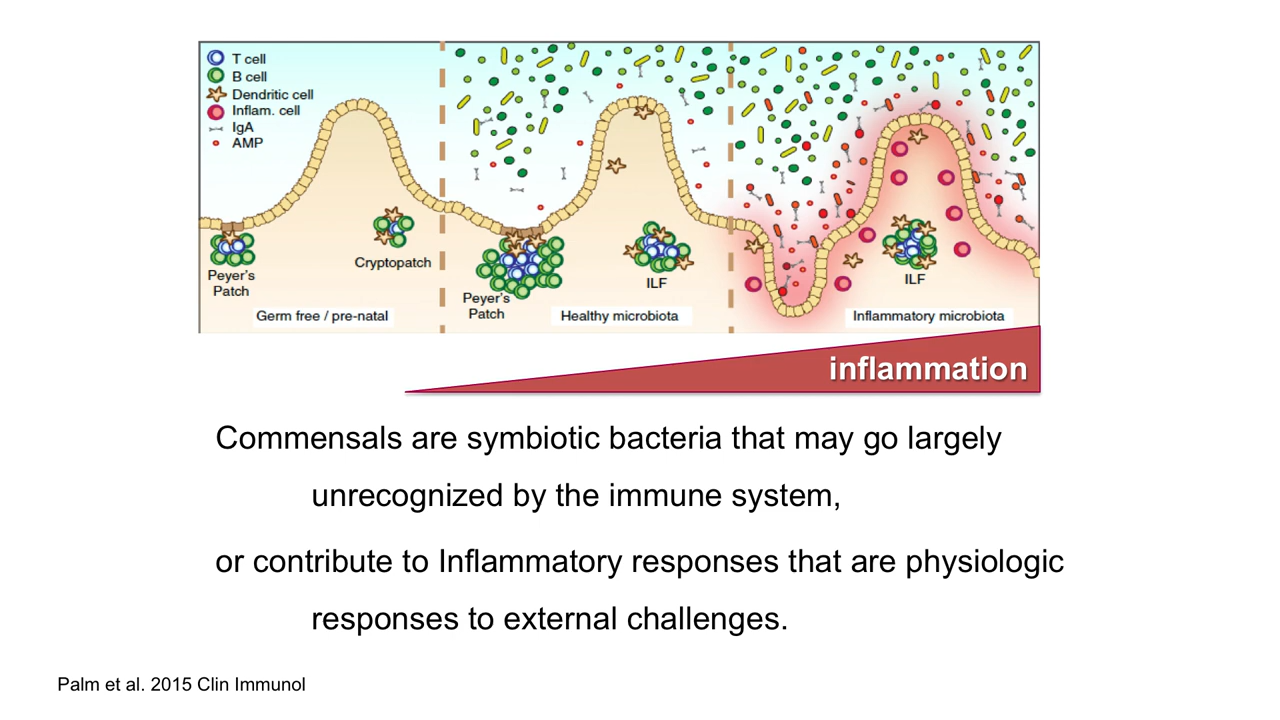 T cell
B cell
Dendritic cell
Inflam. cell
IgA
AMP
Peyer's
Patch
Cryptopatch
Germ free / pre-natal
Peyer's
Patch
ILF
Healthy microbiota
ILF
Inflammatory microbiota
inflammation
Commensals are symbiotic bacteria that may go largely
unrecognized by the immune system,
or contribute to Inflammatory responses that are physiologic
responses to external challenges.
Palm et al. 2015 Clin Immunol